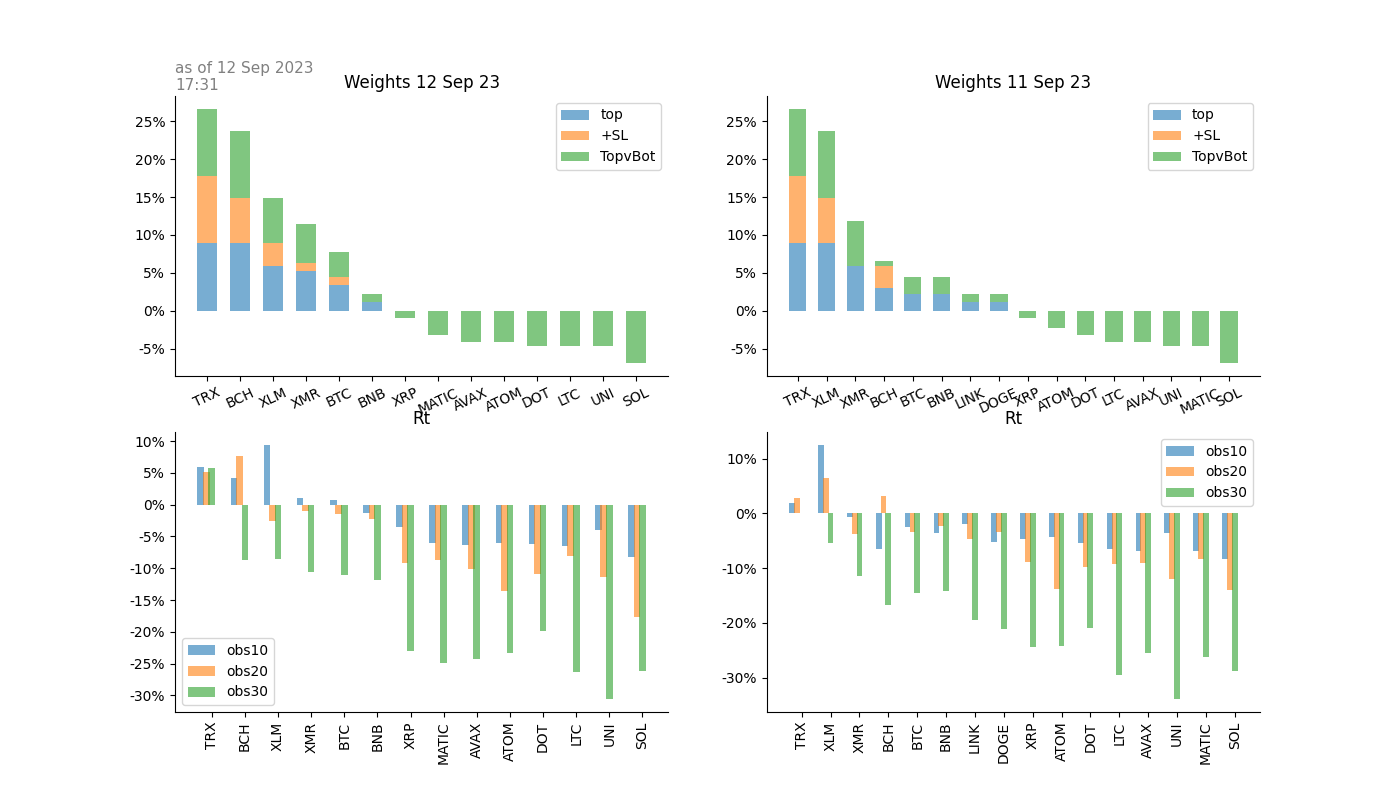 as of 12 Sep 2023
17:31
Weights 12 Sep 23
25%
20%
15%
10%
5%
0%
-5%
top
+SL
TopvBot
TRX BCH XLM XMR BTC BNB XRP MATIC AVAX ATOM DOT LTC UNI SOL
Weights 11 Sep 23
25%
20%
15%
10%
5%
0%
-5%
top
+SL
TopvBot
TRX XLM XMR BCH BTC BNB LINK DOGE XRP ATOM DOT LTC AVAX UNI MATIC SOL
Rt
10%
5%
0%
-5%
-10%
-15%
-20%
-25%
-30%
obs10
obs20
obs30
TRX BCH XLM XMR BTC BNB XRP MATIC AVAX ATOM DOT LTC UNI SOL
Rt
10%
0%
-10%
-20%
-30%
obs10
obs20
obs30
TRX XLM XMR BCH BTC BNB LINK DOGE XRP ATOM DOT LTC AVAX UNI MATIC SOL